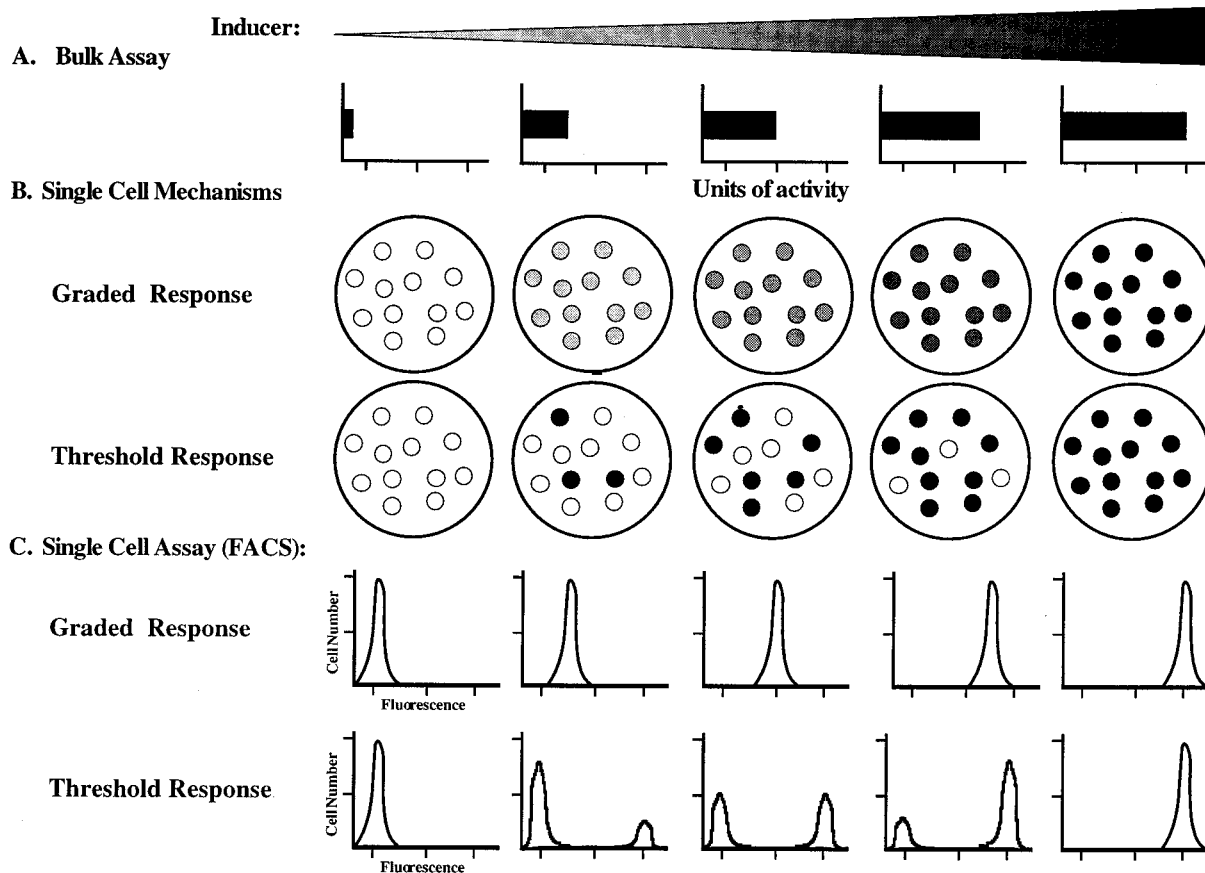 Inducer:
A. Bulk Assay
Units of activity
B. Single Cell Mechanisms
Graded Response
Threshold Response
C. Single Cell Assay (FACS):
Graded Response
Cell Number
Fluorescence
Threshold Response
Cell Number
Fluorescence